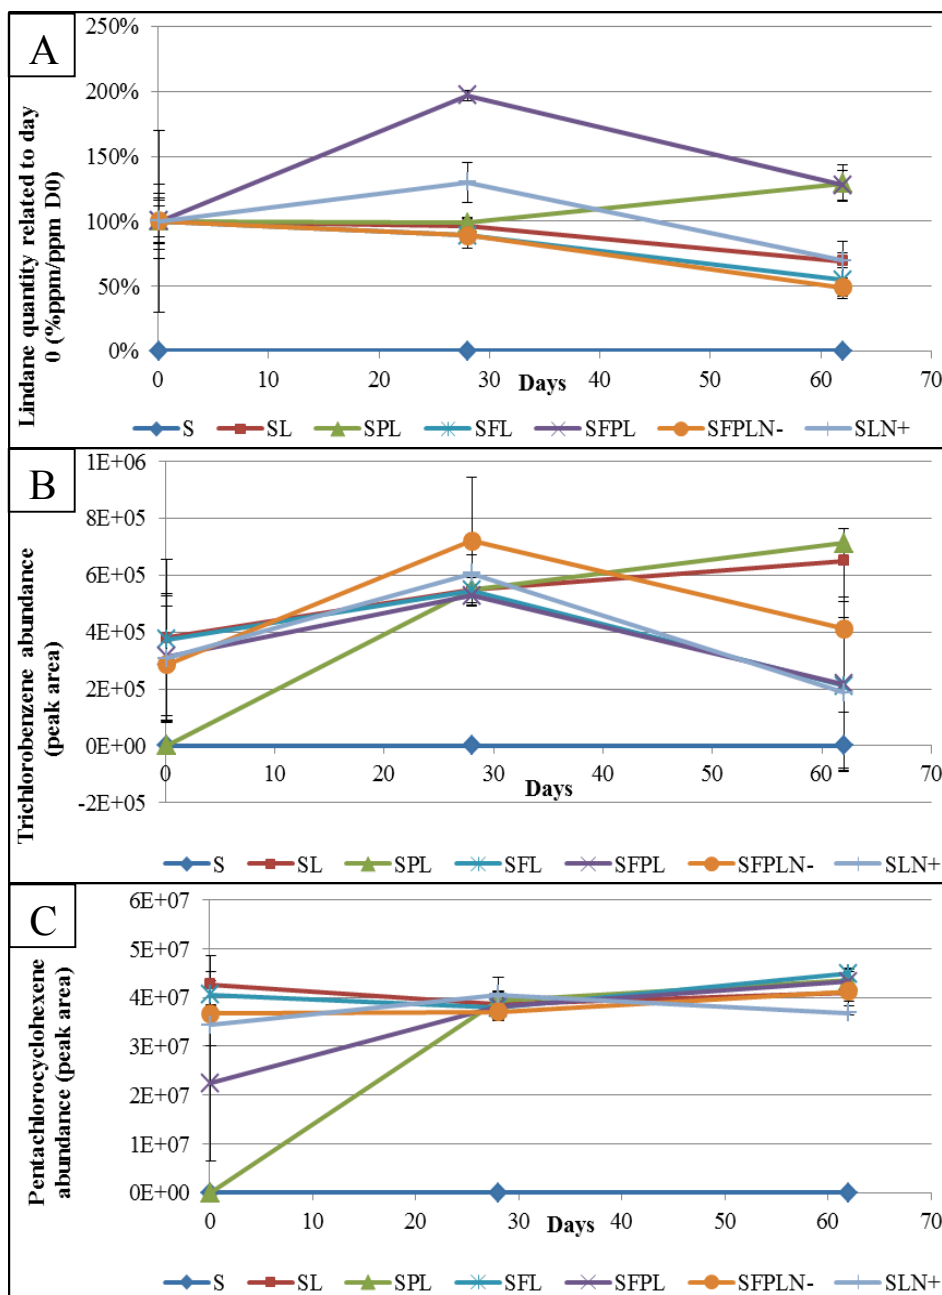 A
Lindane quantity related to day
0 (%ppm/ppm D0)
250%
200%
150%
100%
50%
0%
0 10 20 30 40 50 60 70
Days
S SL SPL SFL SFPL SFPLN- SLN+
B
Trichlorobenzene abundance
(peak area)
1E+06
8E+05
6E+05
4E+05
2E+05
0E+00
-2E+05
0 10 20 30 40 50 60 70
Days
S SL SPL SFL SFPL SFPLN- SLN+
C
Pentachlorocyclohexene
abundance (peak area)
6E+07
5E+07
4E+07
3E+07
2E+07
1E+07
0E+00
0 10 20 30 40 50 60 70
Days
S SL SPL SFL SFPL SFPLN- SLN+